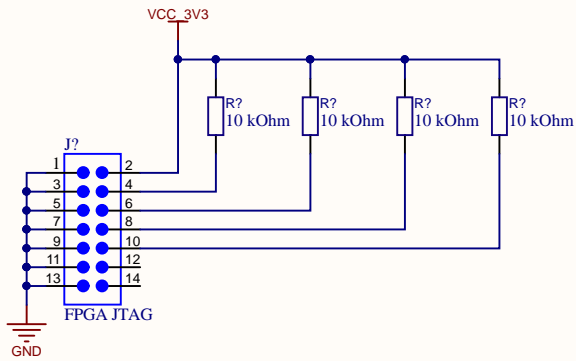 VCC_3V3
R?
10 kOhm
R?
10 kOhm
R?
10 kOhm
R?
10 kOhm
J?
1 2
3 4
5 6
7 8
9 10
11 12
13 14
FPGA JTAG
GND